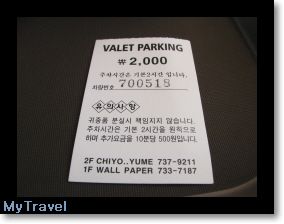 VALET PARKING
₩ 2,000
주차시간은 기본2시간 입니다.
차량번호 700518
유의사항
귀중품 분실시 책임지지 않습니다.
주차시간은 기본 2시간을 원칙으로
하며 추가요금은 10분당 500원입니다.
2F CHIYO..YUME 737-9211
1F WALL PAPER 733-7187
MyTravel